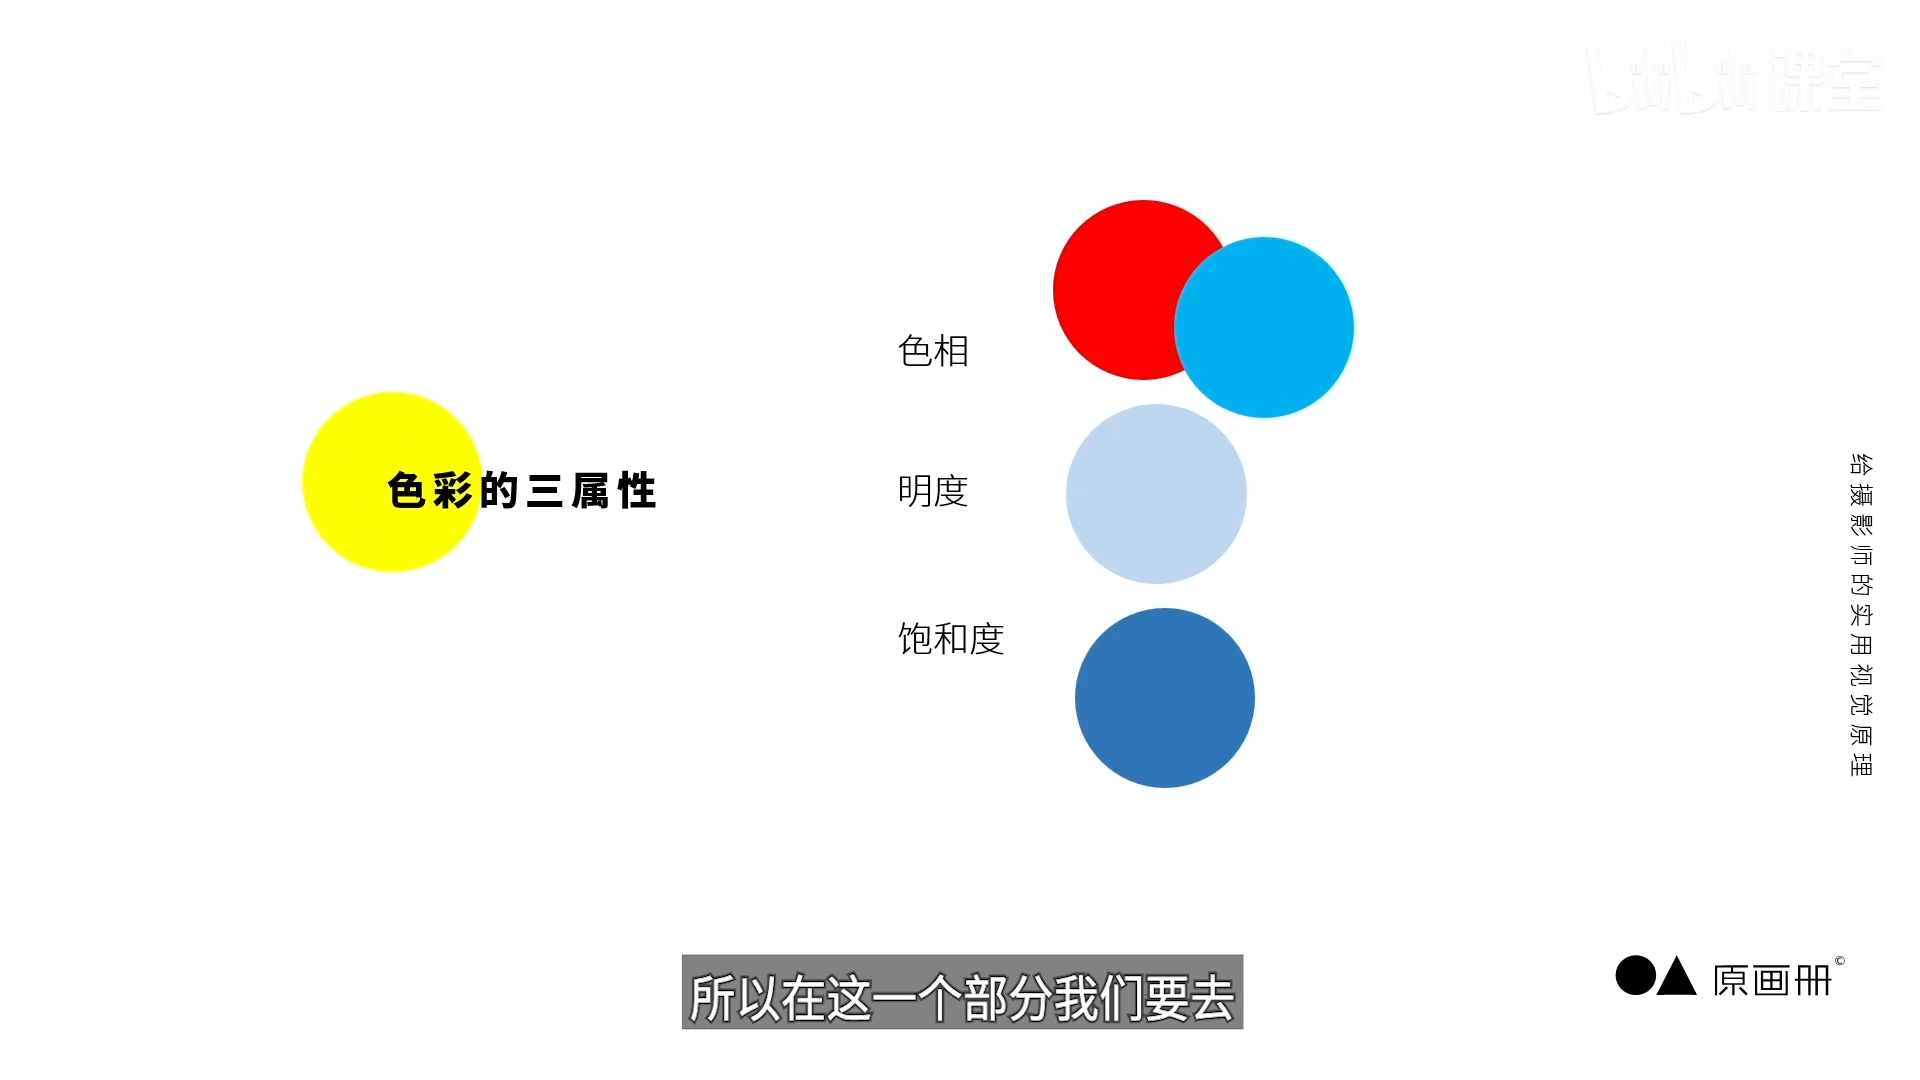 bilibili 课堂
色相
色彩的三属性
明度
饱和度
给摄影师的实用视觉原理
原画册©
所以在这一个部分我们要去